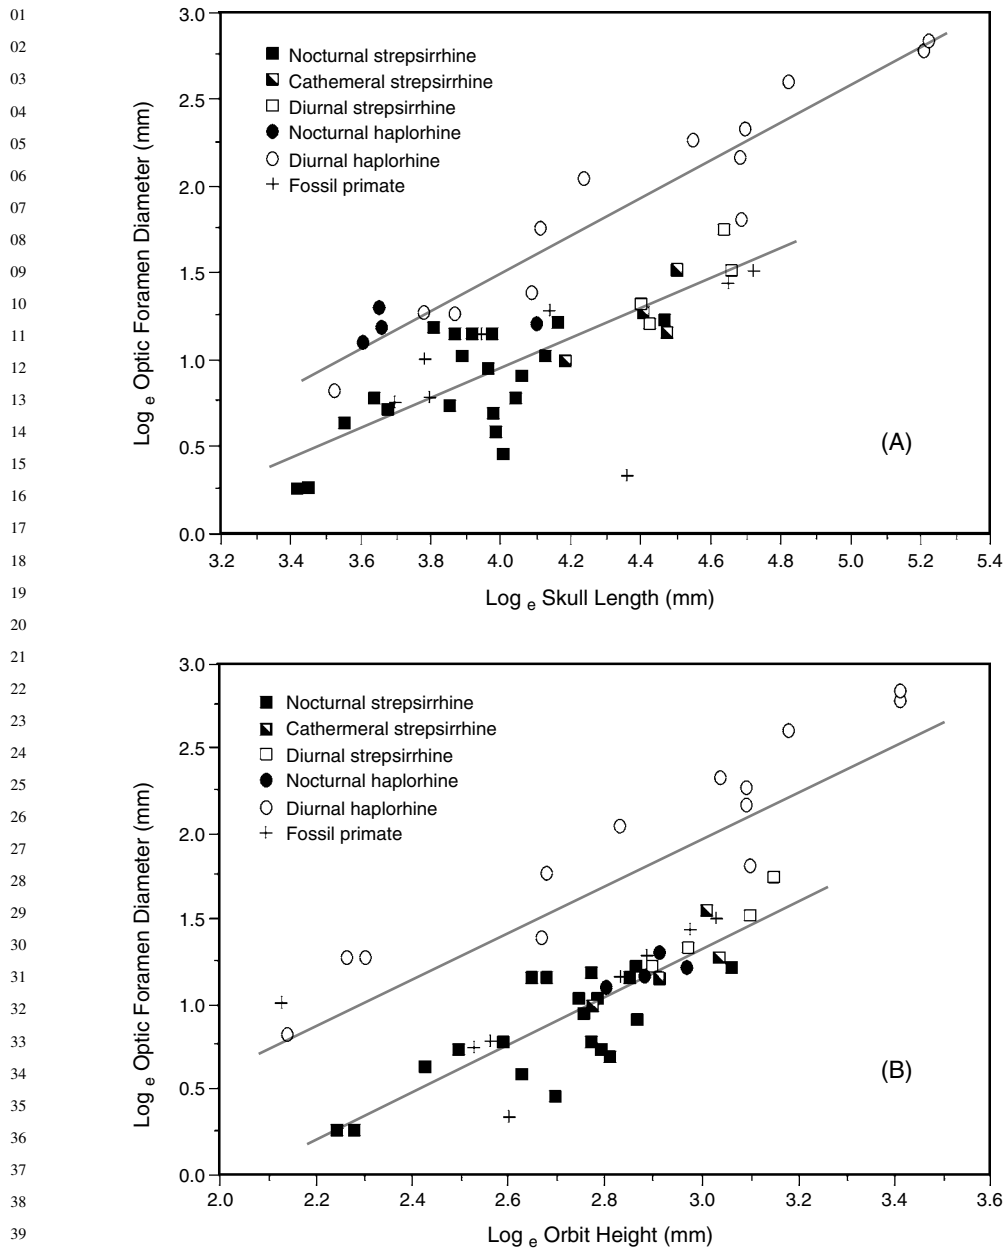 01
02
03
04
05
06
07
08
09
10
11
12
13
14
15
16
17
18
19
20
21
22
23
24
25
26
27
28
29
30
31
32
33
34
35
36
37
38
39
3.0
2.5
2.0
1.5
1.0
0.5
0.0
Log e Optic Foramen Diameter (mm)
Nocturnal strepsirrhine
Cathemeral strepsirrhine
Diurnal strepsirrhine
Nocturnal haplorhine
Diurnal haplorhine
Fossil primate
(A)
3.2 3.4 3.6 3.8 4.0 4.2 4.4 4.6 4.8 5.0 5.2 5.4
Log e Skull Length (mm)
3.0
2.5
2.0
1.5
1.0
0.5
0.0
Log e Optic Foramen Diameter (mm)
Nocturnal strepsirrhine
Cathermeral strepsirrhine
Diurnal strepsirrhine
Nocturnal haplorhine
Diurnal haplorhine
Fossil primate
(B)
2.0 2.2 2.4 2.6 2.8 3.0 3.2 3.4 3.6
Log e Orbit Height (mm)